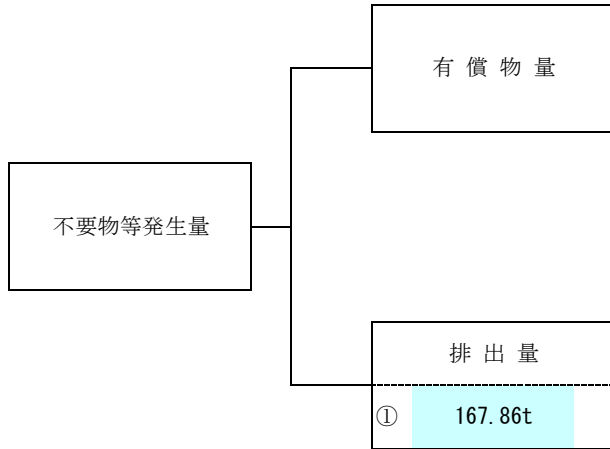 有 償 物 量
不要物等発生量
排 出 量
① 167.86t